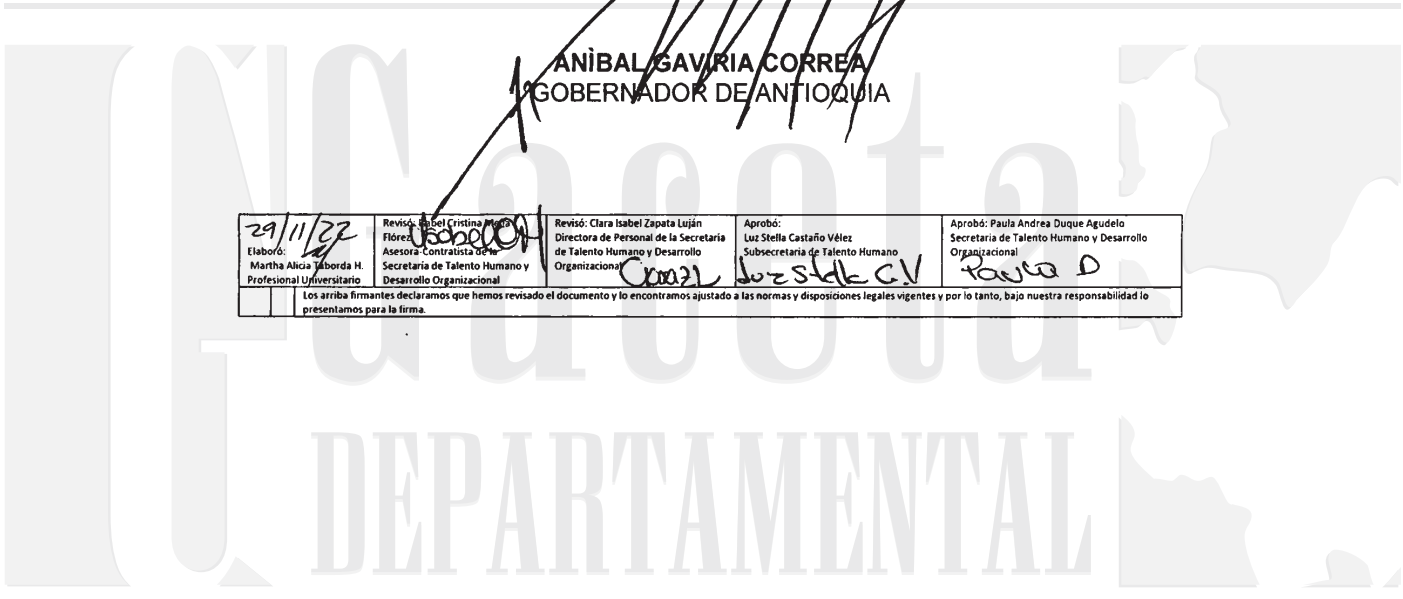 ANÌBAL GAVIRIA CORREA
GOBERNADOR DE ANTIOQUIA
29/11/22
Elaboró:
Martha Alicia Taborda H.
Profesional Universitario
Revisó: Isabel Cristina
Flórez
Asesora-Contratista de la
Secretaria de Talento Humano y
Desarrollo Organizacional
IsabelCM
Revisó: Clara Isabel Zapata Luján
Directora de Personal de la Secretaria
de Talento Humano y Desarrollo
Organizacional
Aprobó:
Luz Stella Castaño Vélez
Subsecretaria de Talento Humano
Luz Stella C.V
Aprobó: Paula Andrea Duque Agudelo
Secretaria de Talento Humano y Desarrollo
Organizacional
Paula D
Los arriba firmantes declaramos que hemos revisado el documento y lo encontramos ajustado a las normas y disposiciones legales vigentes y por lo tanto, bajo nuestra responsabilidad lo
presentamos para la firma.
Gaceta
DEPARTAMENTAL